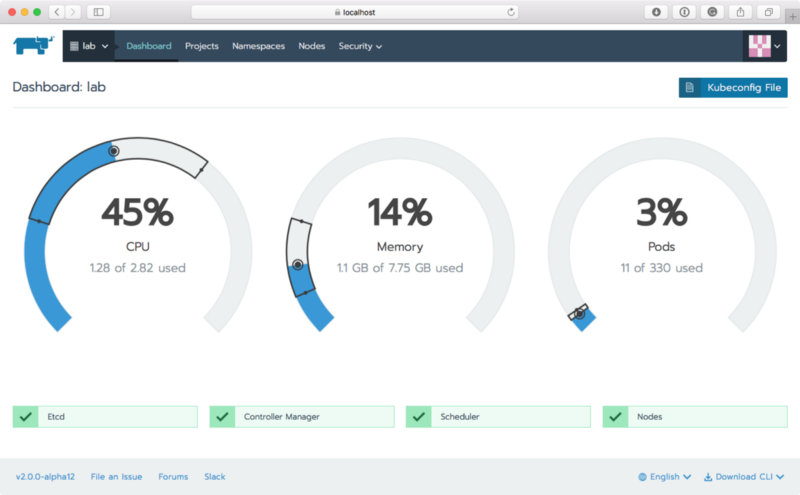 localhost
lab
Dashboard
Projects
Namespaces
Nodes
Security
Dashboard: lab
Kubeconfig File
45%
CPU
1.28 of 2.82 used
14%
Memory
1.1 GB of 7.75 GB used
3%
Pods
11 of 330 used
Etcd
Controller Manager
Scheduler
Nodes
v2.0.0-alpha12
File an Issue
Forums
Slack
English
Download CLI